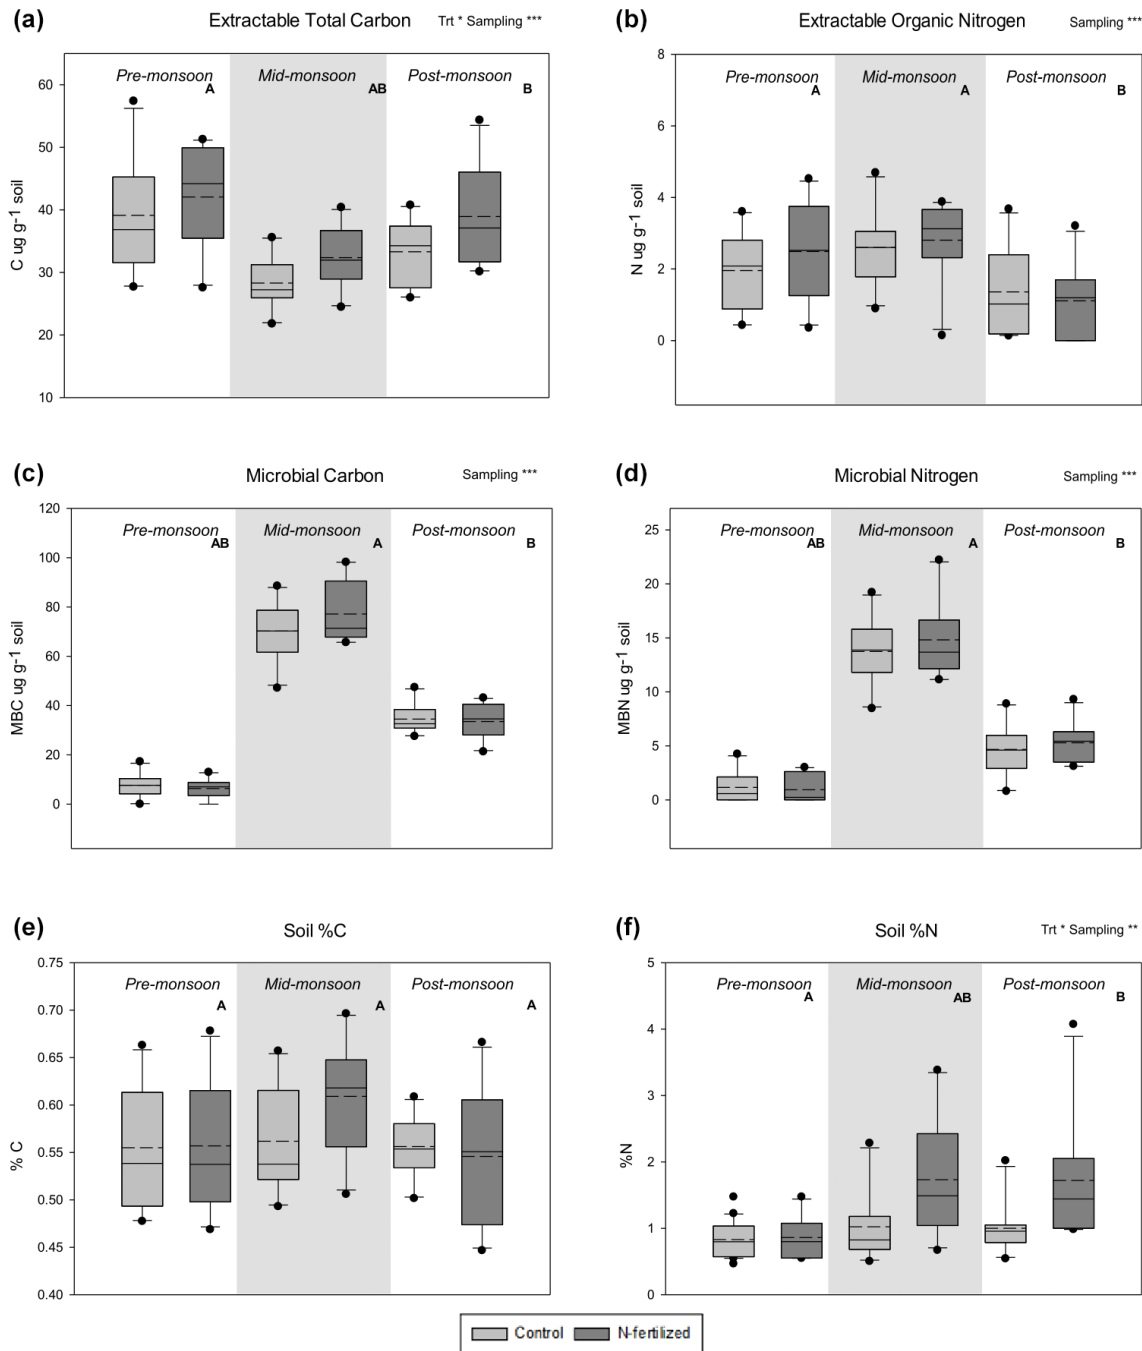 (a) Extractable Total Carbon Trt * Sampling ***
Pre-monsoon Mid-monsoon Post-monsoon
A AB B
60
50
40
30
20
10
C ug g-1 soil
(b) Extractable Organic Nitrogen Sampling ***
Pre-monsoon Mid-monsoon Post-monsoon
A A B
8
6
4
2
0
N ug g-1 soil
(c) Microbial Carbon Sampling ***
Pre-monsoon Mid-monsoon Post-monsoon
AB A B
120
100
80
60
40
20
0
MBC ug g-1 soil
(d) Microbial Nitrogen Sampling ***
Pre-monsoon Mid-monsoon Post-monsoon
AB A B
25
20
15
10
5
0
MBN ug g-1 soil
(e) Soil %C
Pre-monsoon Mid-monsoon Post-monsoon
A A A
0.75
0.70
0.65
0.60
0.55
0.50
0.45
0.40
% C
(f) Soil %N Trt * Sampling **
Pre-monsoon Mid-monsoon Post-monsoon
A AB B
5
4
3
2
1
0
%N
Control N-fertilized